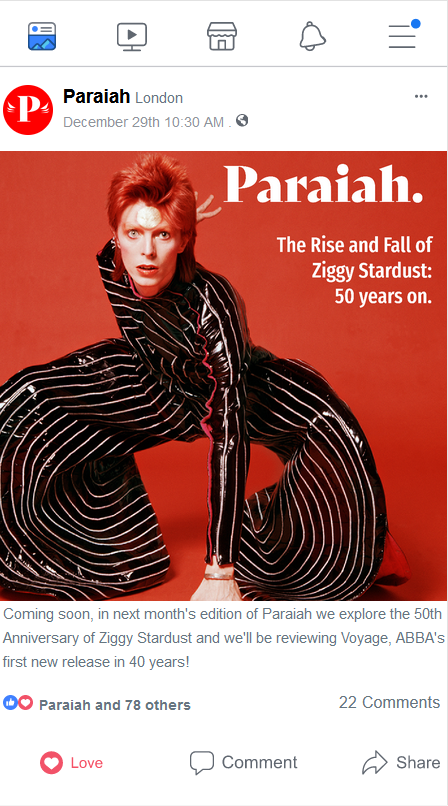 P
Paraiah London
December 29th 10:30 AM .
Paraiah.
The Rise and Fall of
Ziggy Stardust:
50 years on.
Coming soon, in next month's edition of Paraiah we explore the 50th
Anniversary of Ziggy Stardust and we'll be reviewing Voyage, ABBA's
first new release in 40 years!
Paraiah and 78 others
22 Comments
Love
Comment
Share